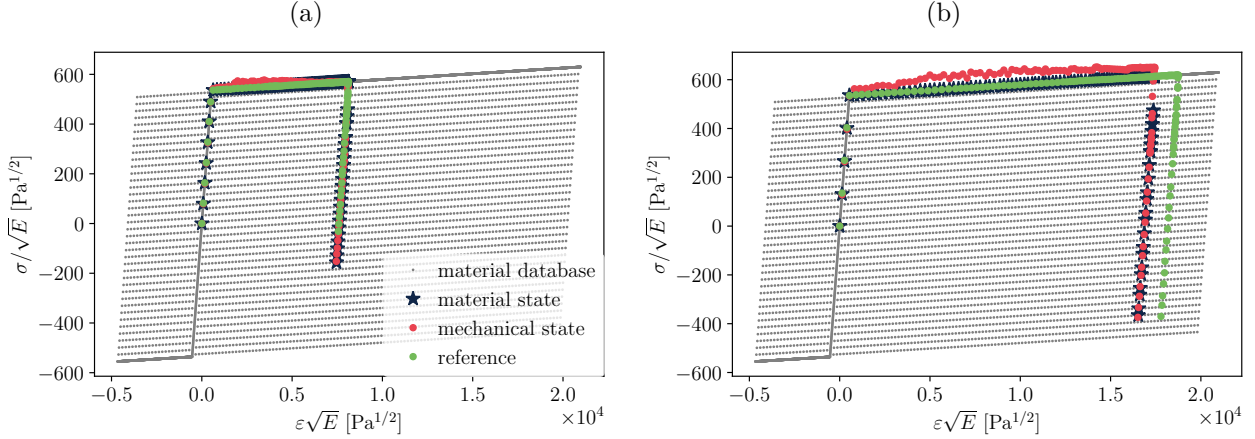 (a)
(b)
600
400
200
0
−200
−400
−600
σ/√E [Pa^{1/2}]
−0.5
0.0
0.5
1.0
1.5
2.0
×10^4
ε√E [Pa^{1/2}]
material database
material state
mechanical state
reference
600
400
200
0
−200
−400
−600
σ/√E [Pa^{1/2}]
−0.5
0.0
0.5
1.0
1.5
2.0
×10^4
ε√E [Pa^{1/2}]